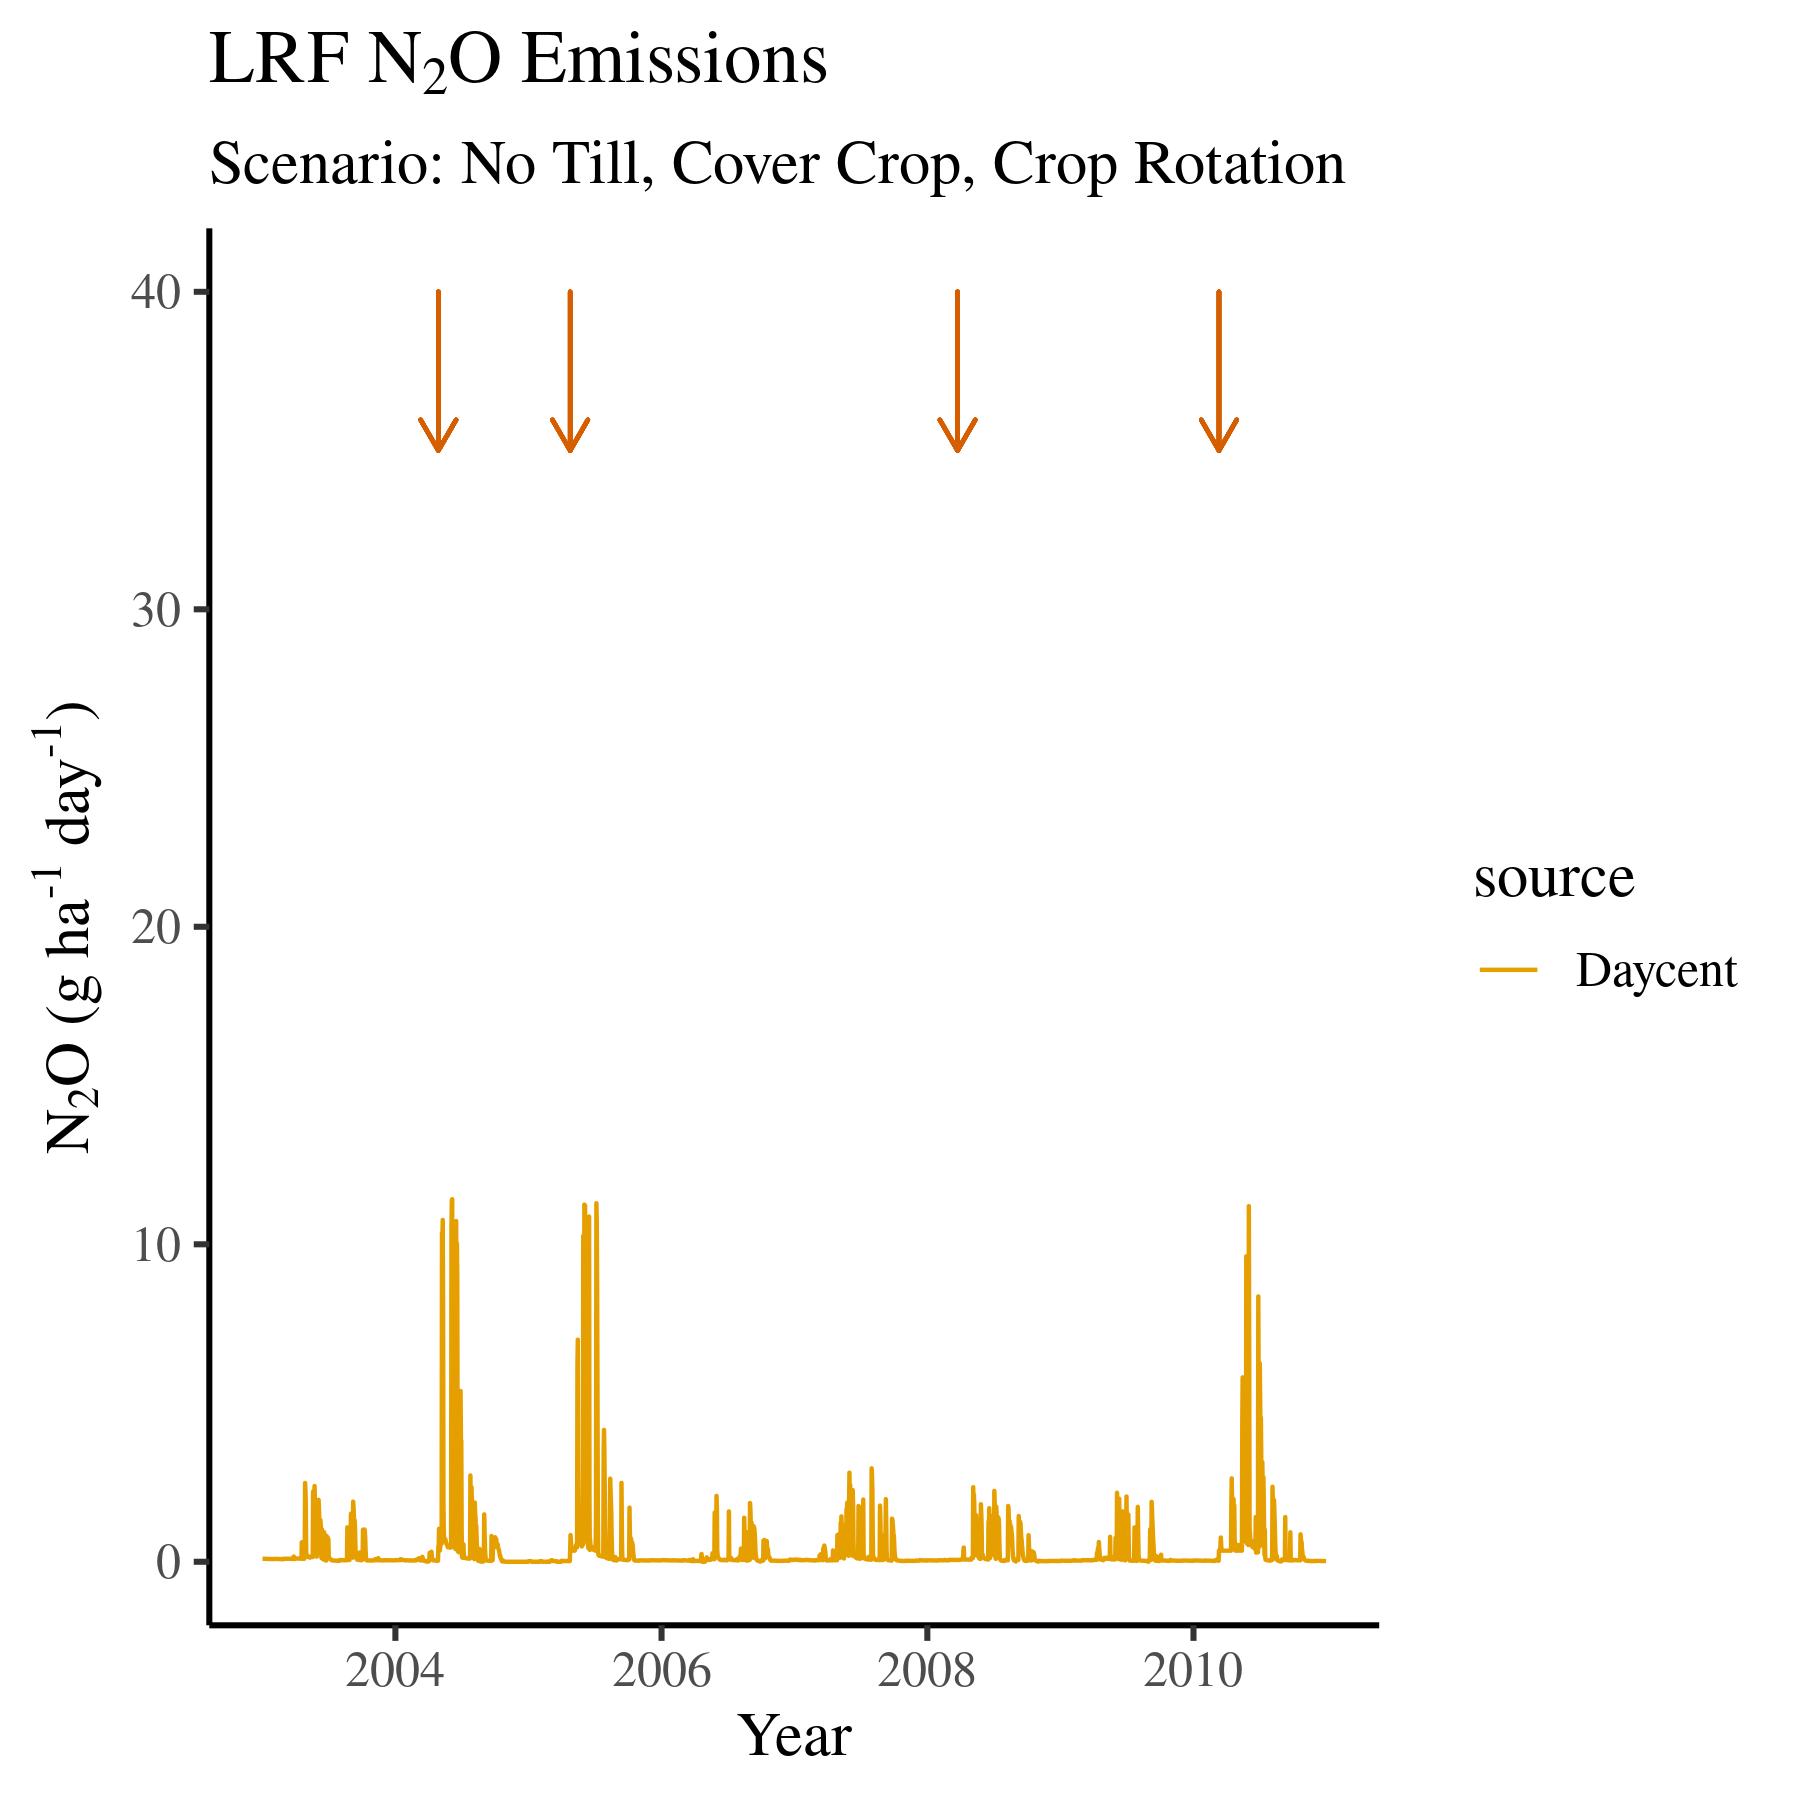 LRF N₂O Emissions
Scenario: No Till, Cover Crop, Crop Rotation
40
30
20
10
0
N₂O (g ha⁻¹ day⁻¹)
2004 2006 2008 2010
Year
source
Daycent